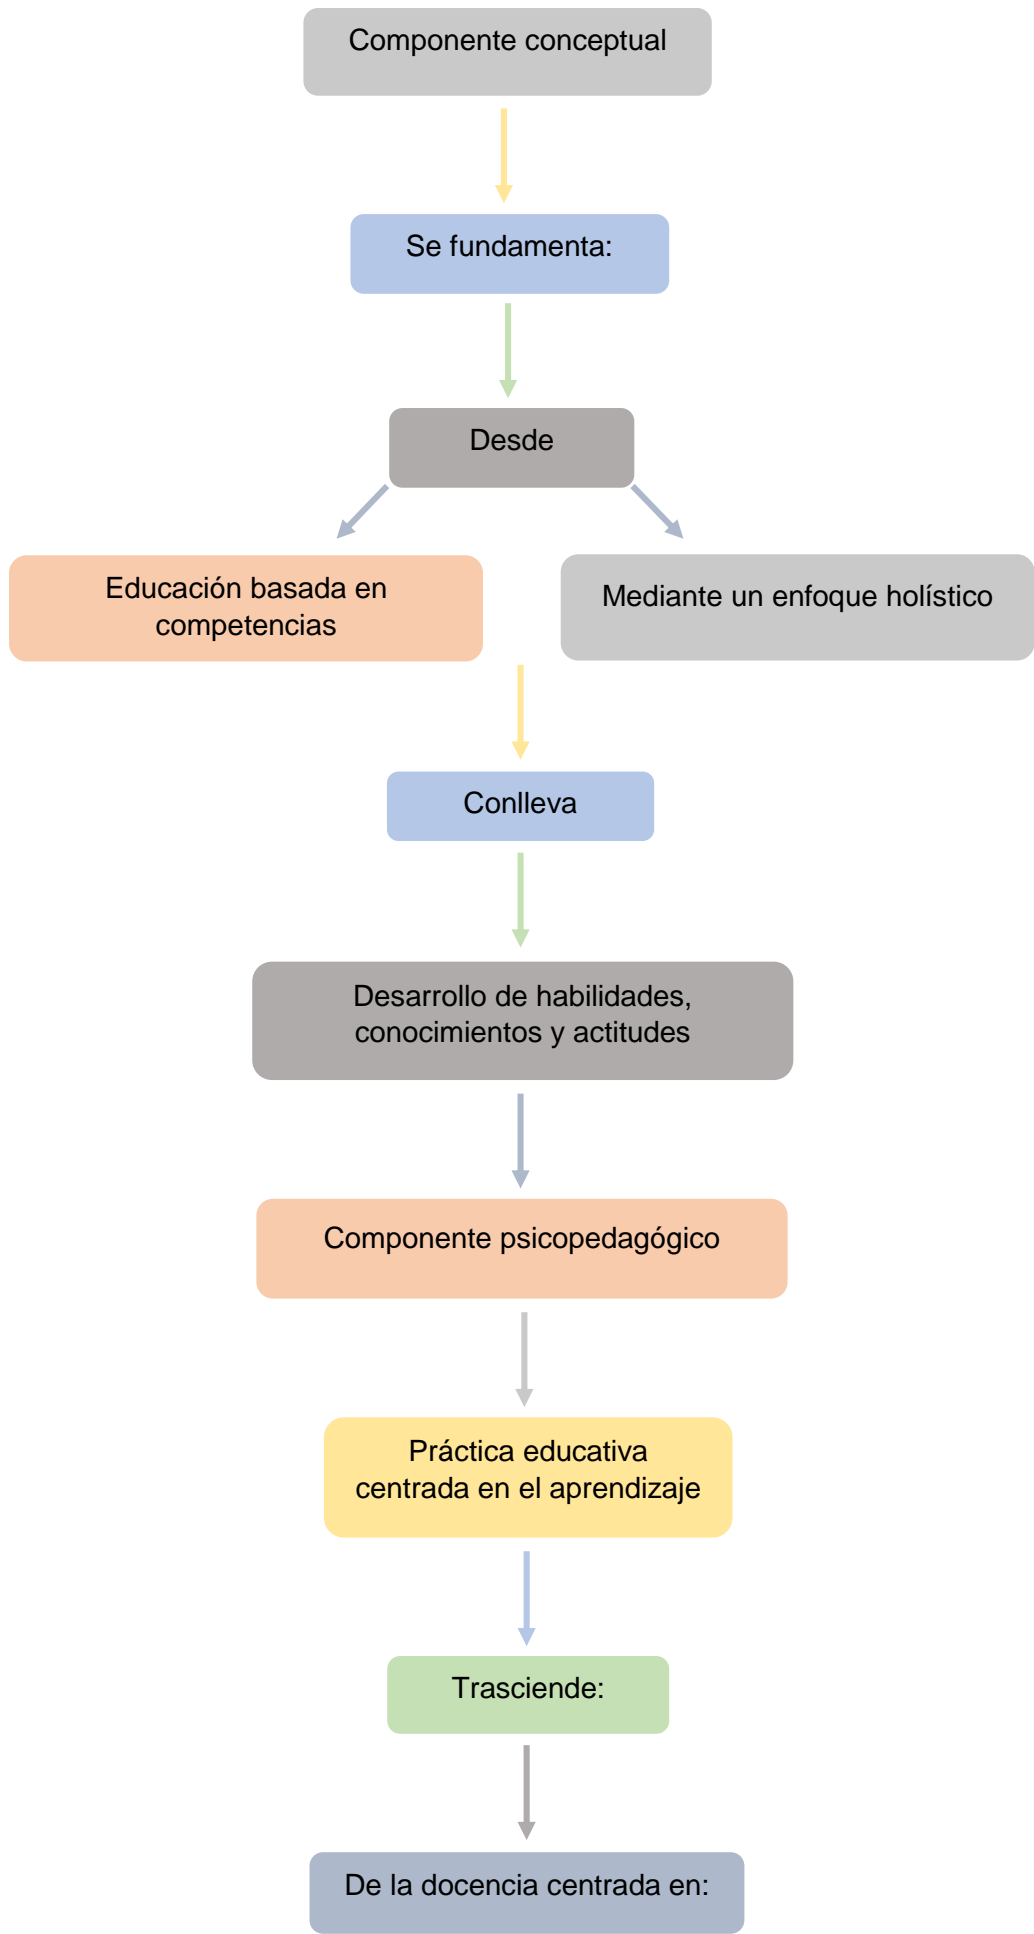 Componente conceptual
Se fundamenta:
Desde
Educación basada en
competencias
Mediante un enfoque holístico
Conlleva
Desarrollo de habilidades,
conocimientos y actitudes
Componente psicopedagógico
Práctica educativa
centrada en el aprendizaje
Trasciende:
De la docencia centrada en: